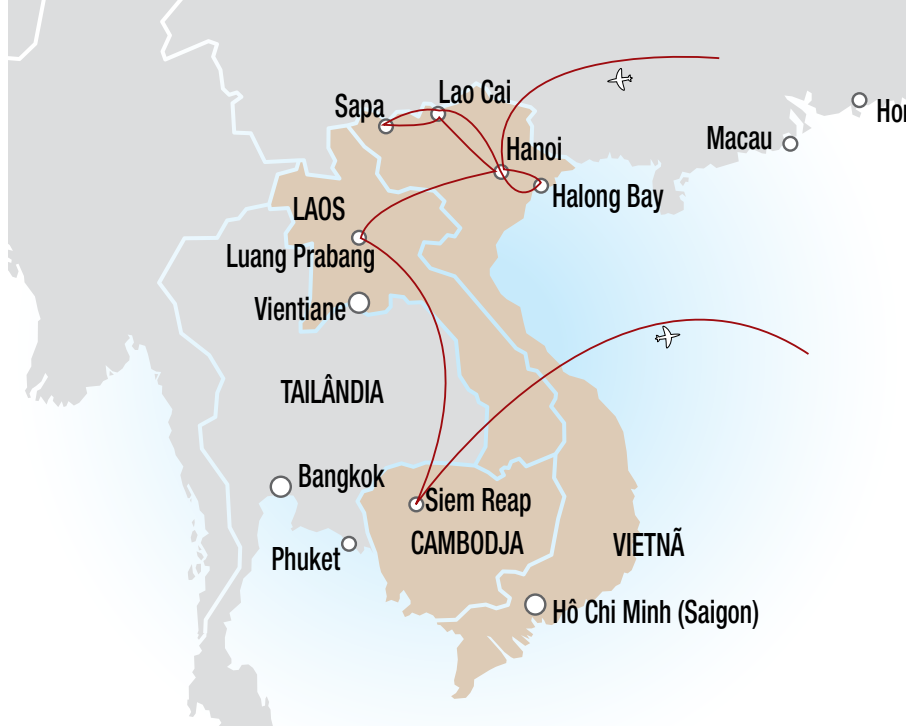 Lao Cai
Sapa
Hon
Macau
Hanoi
Halong Bay
LAOS
Luang Prabang
Vientiane
TAILÂNDIA
Bangkok
Siem Reap
CAMBODJA
VIETNÃ
Phuket
Hô Chi Minh (Saigon)